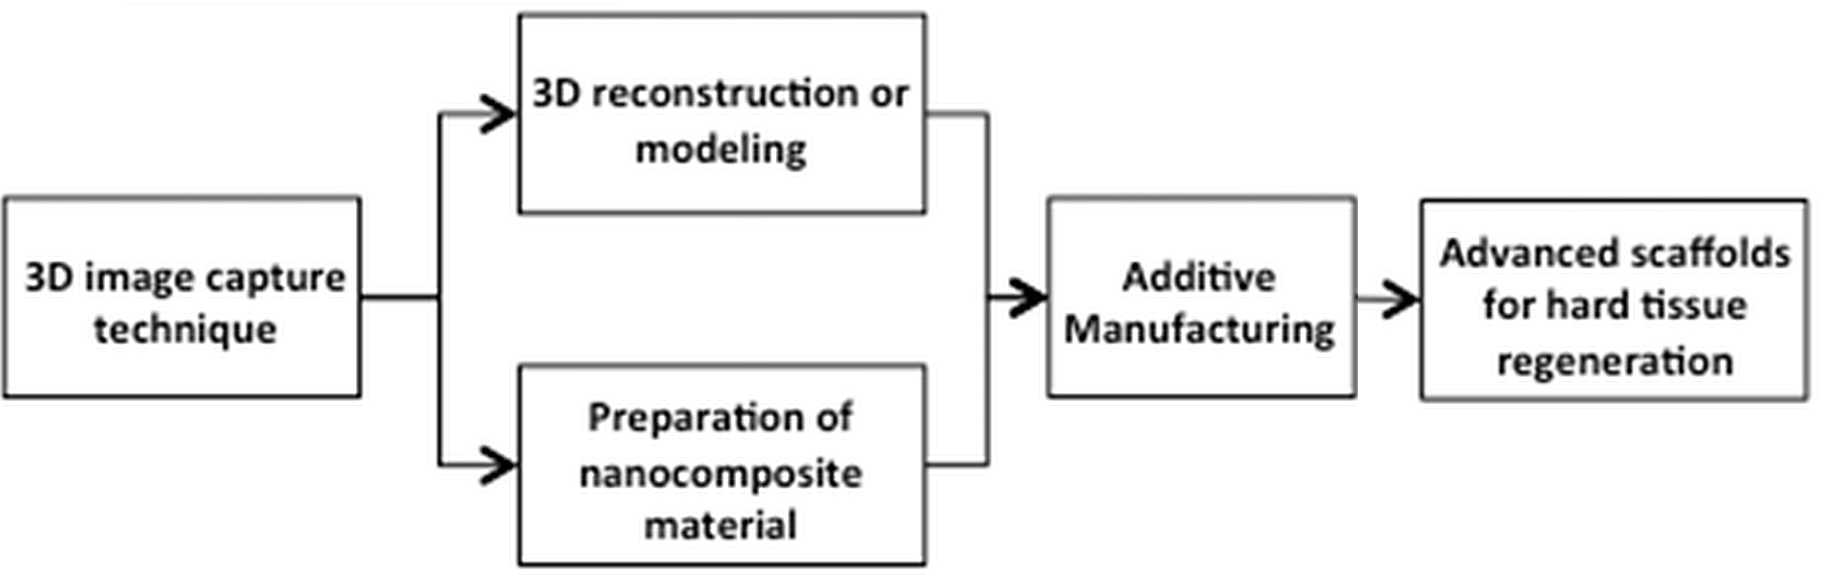 3D image capture
technique
3D reconstruction or
modeling
Preparation of
nanocomposite
material
Additive
Manufacturing
Advanced scaffolds
for hard tissue
regeneration